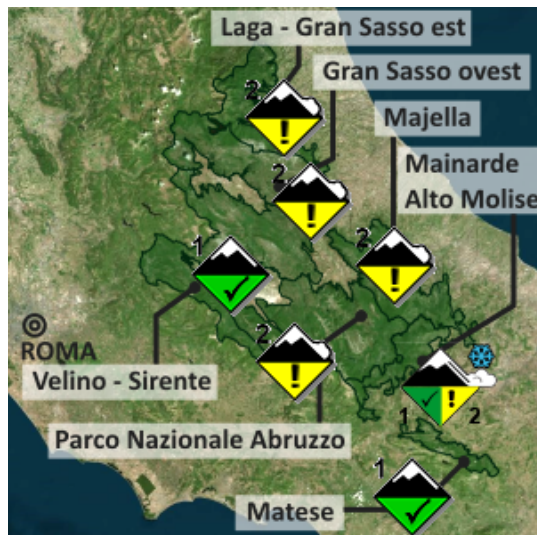 Laga - Gran Sasso est
2
Gran Sasso ovest
!
Majella
2
Mainarde
!
Alto Molise
1
2
!
ROMA
2
Velino - Sirente
!
!
1
2
Parco Nazionale Abruzzo
1
Matese